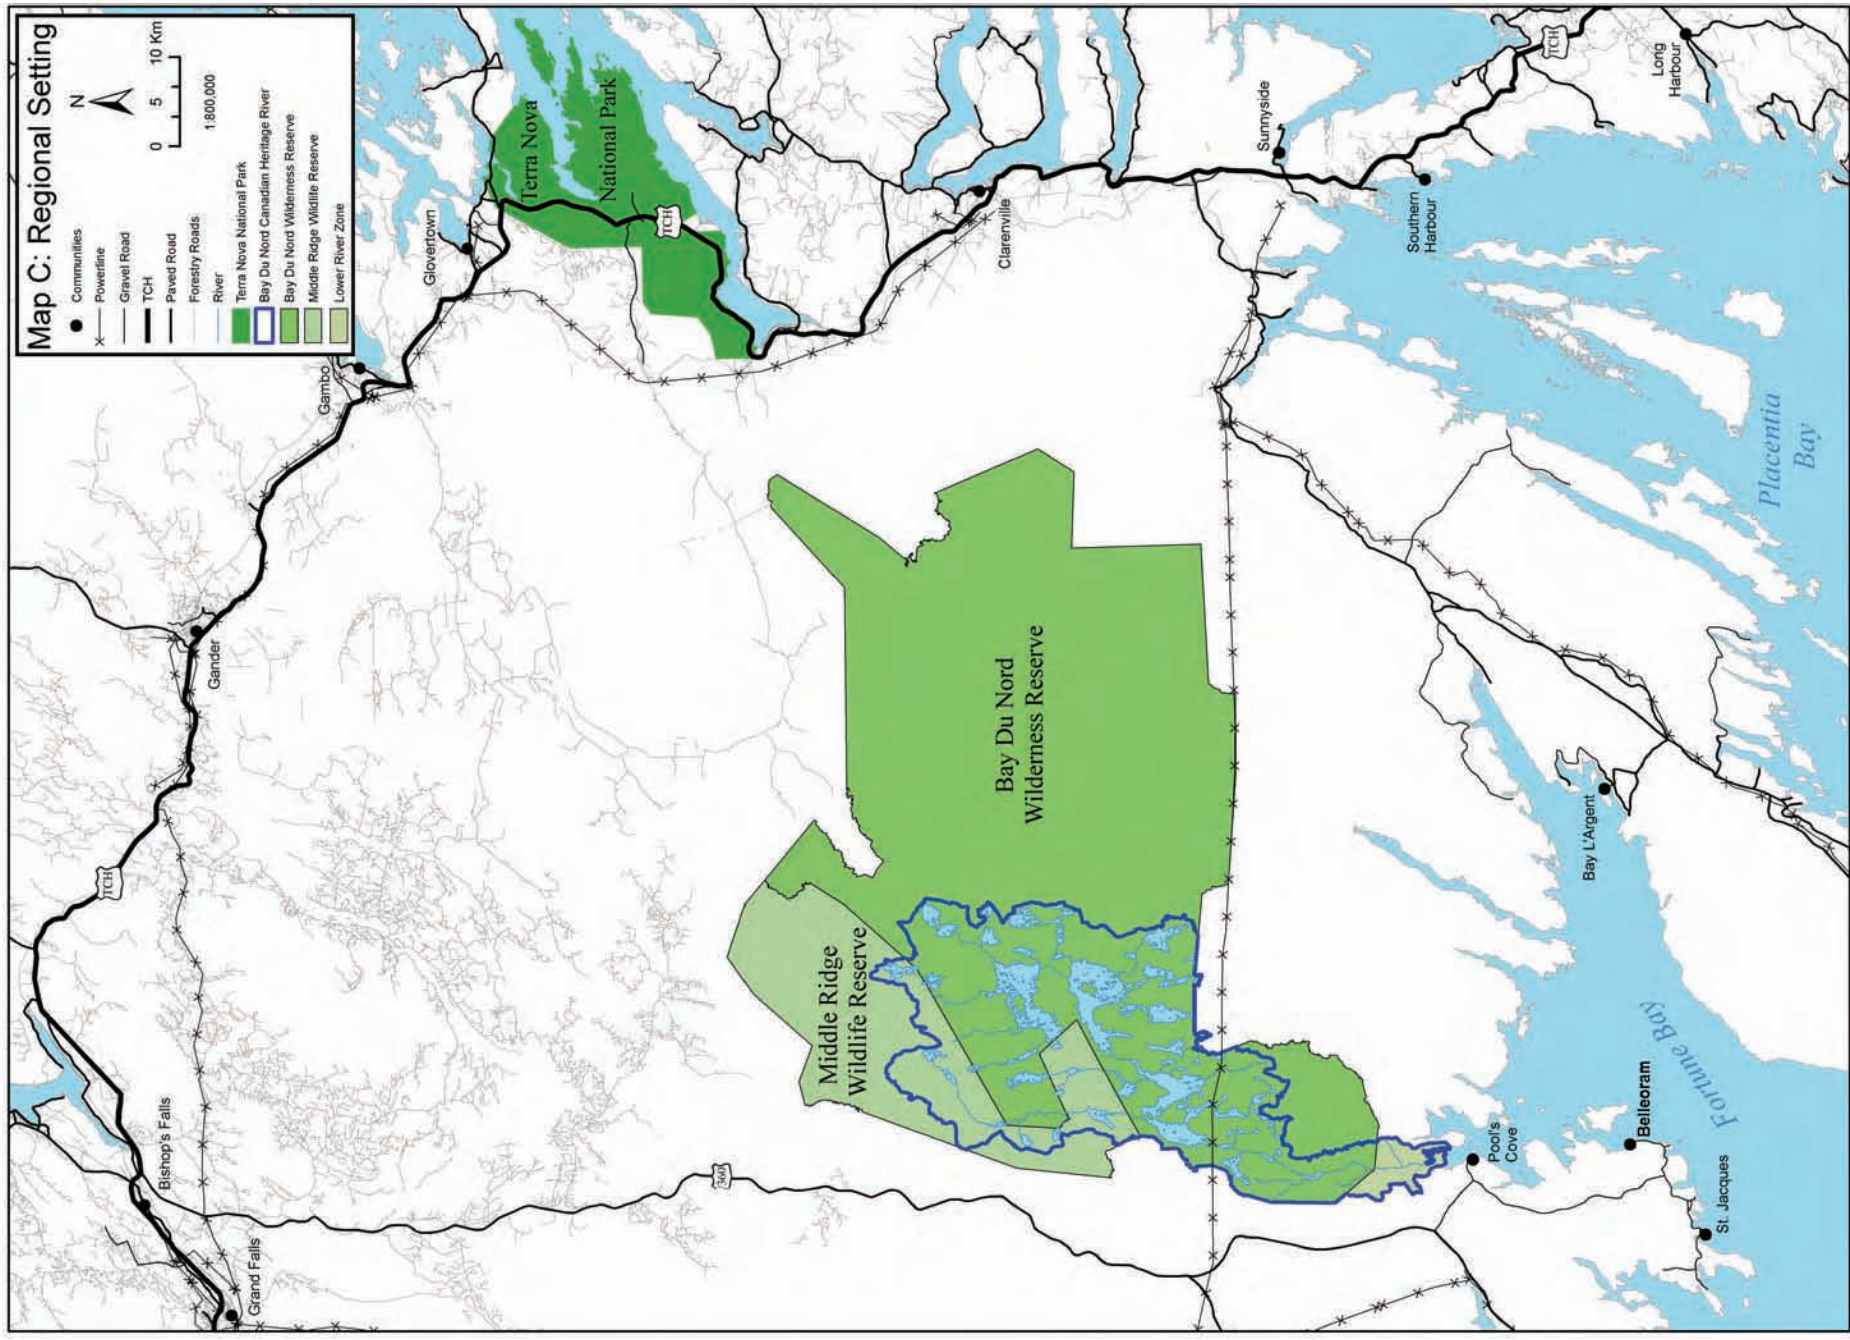 Map C: Regional Setting
N
0 5 10 Km
1:800,000
Communities
Powerline
Gravel Road
TCH
Paved Road
Forestry Roads
River
Terra Nova National Park
Bay Du Nord Canadian Heritage River
Bay Du Nord Wilderness Reserve
Middle Ridge Wildlife Reserve
Lower River Zone
Grand Falls
Bishop's Falls
TCH
Gander
Gambo
Glovertown
Terra Nova
National Park
TCH
360
Middle Ridge
Wildlife Reserve
Bay Du Nord
Wilderness Reserve
Clarenville
Sunnyside
Southern
Harbour
TCH
Long
Harbour
Pool's
Cove
Belleoram
St. Jacques
Fortune Bay
Bay L'Argent
Placentia
Bay